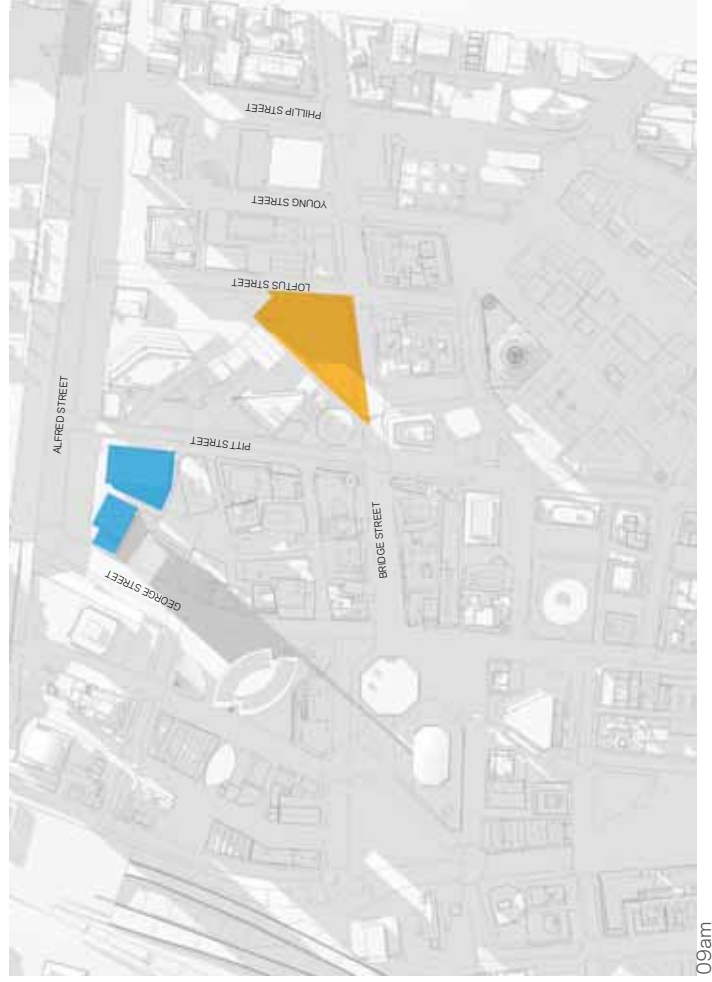 PHILLIP STREET
YOUNG STREET
LOFTUS STREET
ALFRED STREET
PITT STREET
BRIDGE STREET
GEORGE STREET
09am